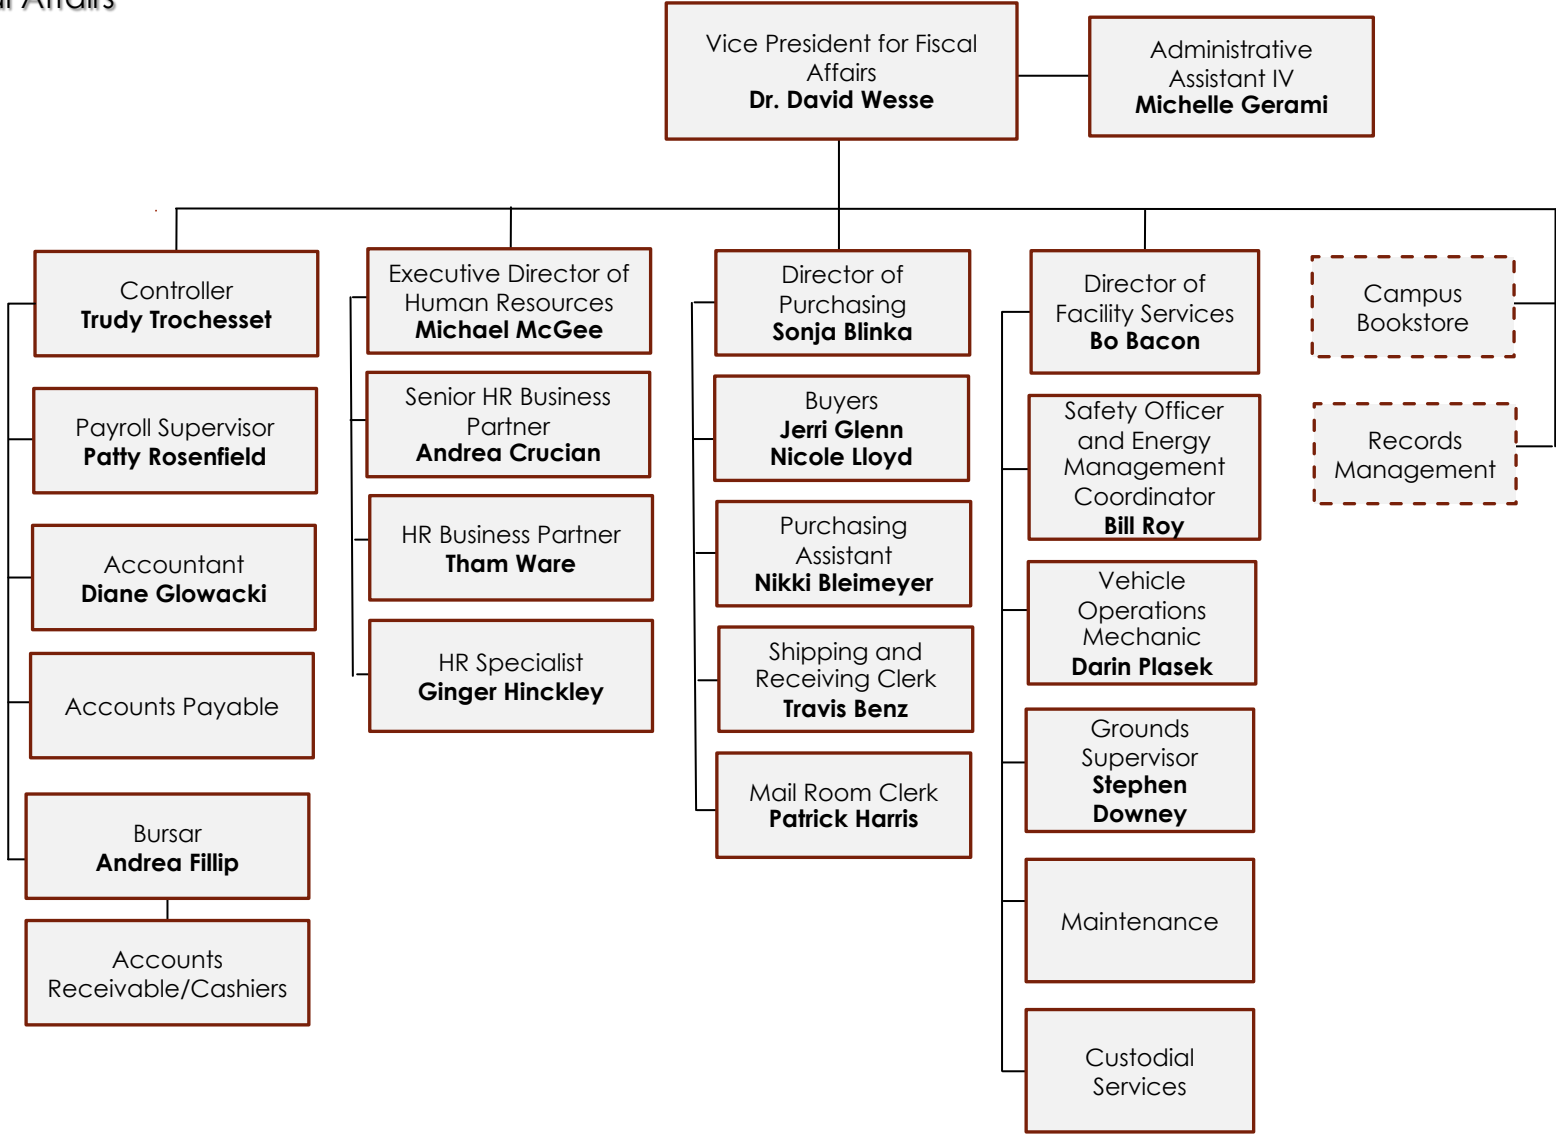 Affairs
Vice President for Fiscal
Affairs
Dr. David Wesse
Administrative
Assistant IV
Michelle Gerami
Controller
Trudy Trochesset
Payroll Supervisor
Patty Rosenfield
Accountant
Diane Glowacki
Accounts Payable
Bursar
Andrea Fillip
Accounts
Receivable/Cashiers
Executive Director of
Human Resources
Michael McGee
Senior HR Business
Partner
Andrea Crucian
HR Business Partner
Tham Ware
HR Specialist
Ginger Hinckley
Director of
Purchasing
Sonja Blinka
Buyers
Jerri Glenn
Nicole Lloyd
Purchasing
Assistant
Nikki Bleimeyer
Shipping and
Receiving Clerk
Travis Benz
Mail Room Clerk
Patrick Harris
Director of
Facility Services
Bo Bacon
Safety Officer
and Energy
Management
Coordinator
Bill Roy
Vehicle
Operations
Mechanic
Darin Plasek
Grounds
Supervisor
Stephen
Downey
Maintenance
Custodial
Services
Campus
Bookstore
Records
Management